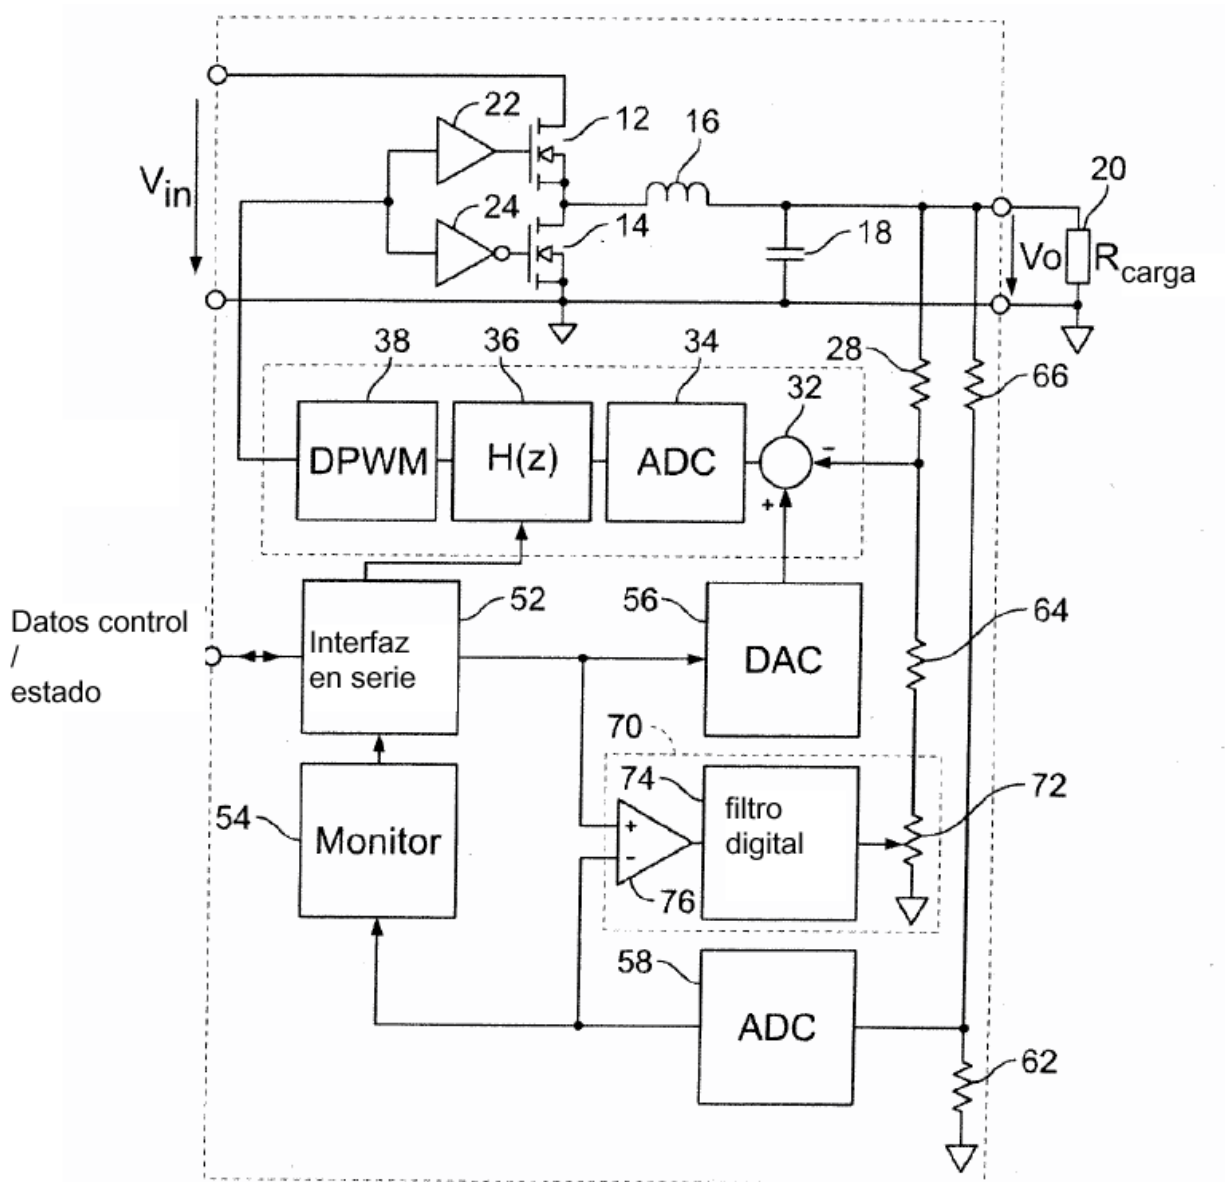 22
12
16
20
Vin
24
14
18
Vo
Rcarga
38
36
34
28
32
66
DPWM
H(z)
ADC
-
+
52
56
64
Datos control
/
estado
Interfaz
en serie
DAC
70
74
72
54
Monitor
+
-
filtro
digital
76
58
ADC
62